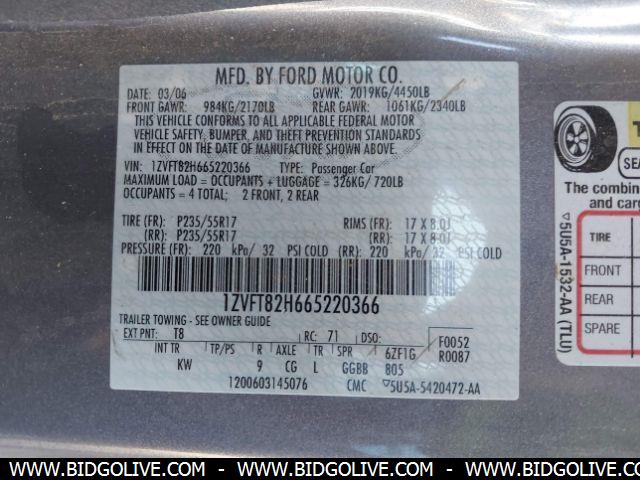 MFD. BY FORD MOTOR CO.
03/06 GVWR: 2019KG/4450LB
FRONT GAWR: 984KG/2170LB REAR GAWR: 1061KG/2340LB
THIS VEHICLE CONFORMS TO ALL APPLICABLE FEDERAL MOTOR
VEHICLE SAFETY, BUMPER, AND THEFT PREVENTION STANDARDS
IN EFFECT ON THE DATE OF MANUFACTURE SHOWN ABOVE.
VIN: 1ZVFT82H665220366 TYPE: Passenger Car
MAXIMUM LOAD = OCCUPANTS + LUGGAGE = 326KG/720LB
OCCUPANTS = 4 TOTAL; 2 FRONT, 2 REAR
TIRE (FR): P235/55R17 RIMS (FR): 17 X 8.0J
(RR): P235/55R17 (RR): 17 X 8.0J
PRESSURE (FR): 220 kPa/ 32 PSI COLD (RR): 220 kPa/ 32 PSI COLD
1ZVFT82H665220366
TRAILER TOWING - SEE OWNER GUIDE
EXT PNT: T8 RC: 71 DSO: F0052
INT TR TP/PS R AXLE TR SPR 6ZF1G R0087
KW 9 CG L GGBB 805
1200603145076 CMC ▽5U5A-5420472-AA
The combin
and car
TIRE
FRONT
REAR
SPARE
▽5U5A-1532-AA (TLU)
WWW.BIDGOLIVE.COM - WWW.BIDGOLIVE.COM - WWW.BIDGOLIVE.COM